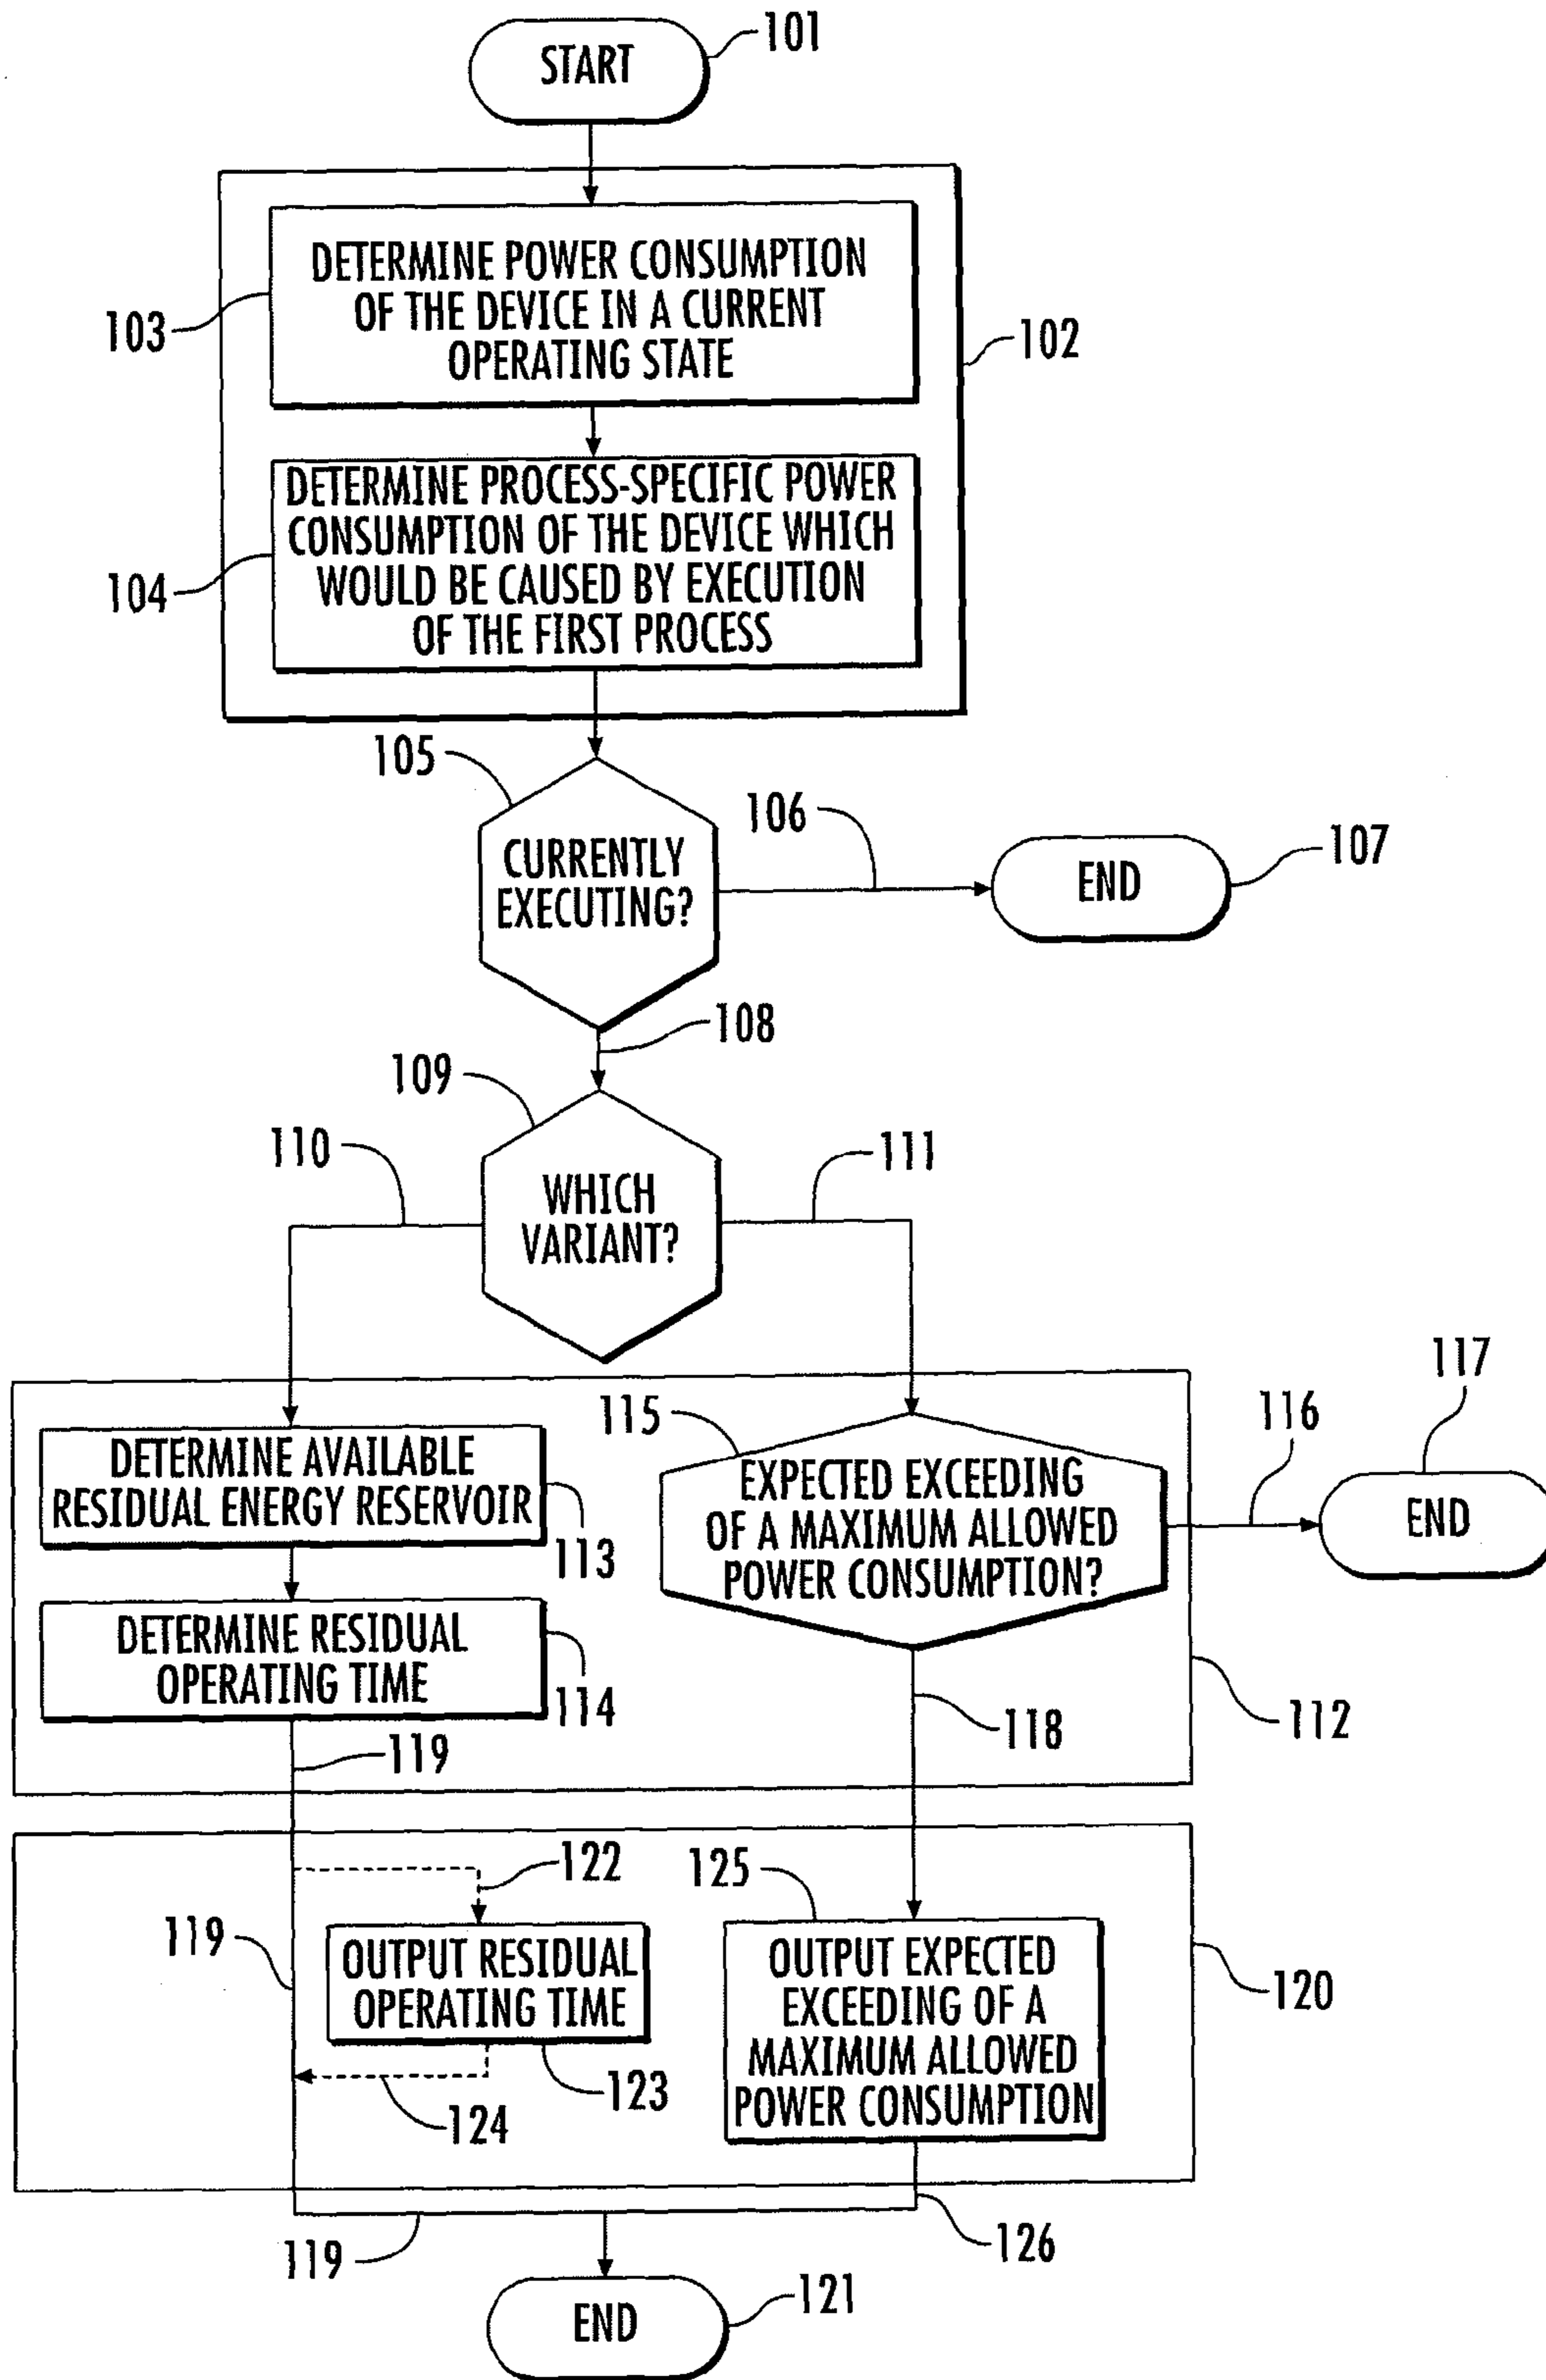 START
101
DETERMINE POWER CONSUMPTION
OF THE DEVICE IN A CURRENT
OPERATING STATE
103
102
DETERMINE PROCESS-SPECIFIC POWER
CONSUMPTION OF THE DEVICE WHICH
WOULD BE CAUSED BY EXECUTION
OF THE FIRST PROCESS
104
105
CURRENTLY
EXECUTING?
106
END
107
108
109
WHICH
VARIANT?
110
111
DETERMINE AVAILABLE
RESIDUAL ENERGY RESERVOIR
113
DETERMINE RESIDUAL
OPERATING TIME
114
115
EXPECTED EXCEEDING
OF A MAXIMUM ALLOWED
POWER CONSUMPTION?
116
117
END
118
112
119
119
122
OUTPUT RESIDUAL
OPERATING TIME
123
124
125
OUTPUT EXPECTED
EXCEEDING OF A
MAXIMUM ALLOWED
POWER CONSUMPTION
120
119
126
END
121